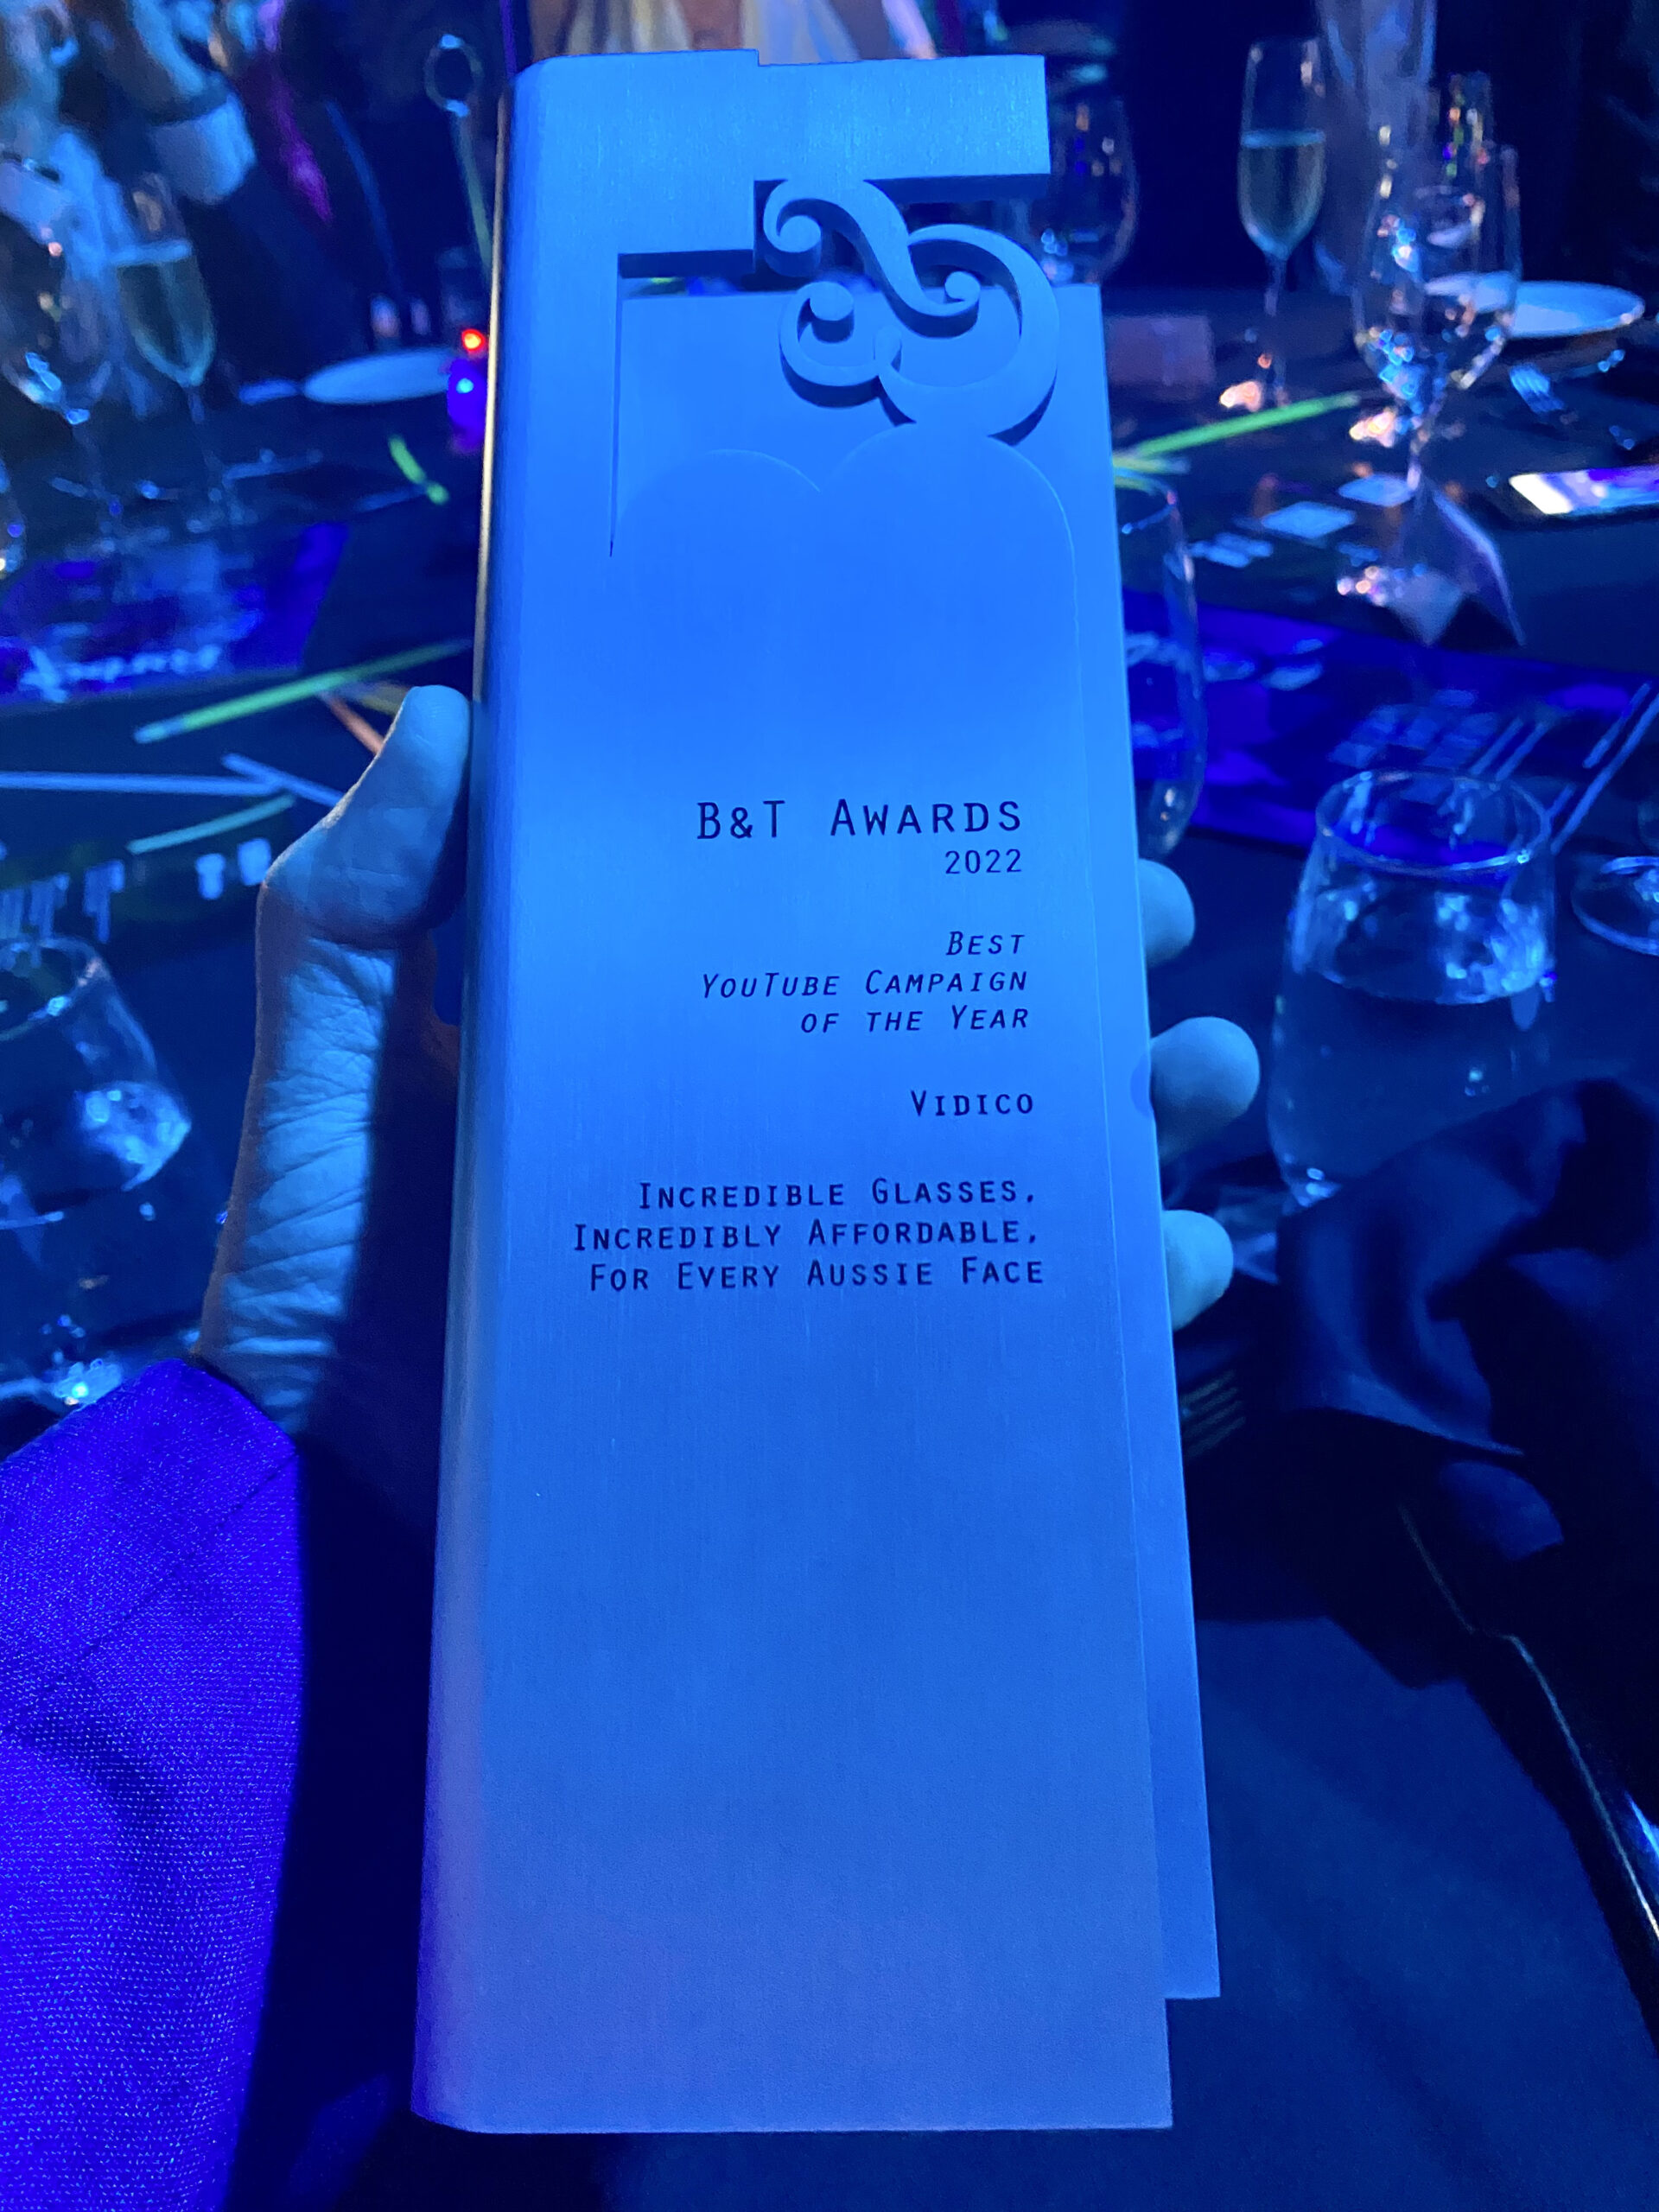 &
B&T AWARDS
2022
BEST
YOUTUBE CAMPAIGN
OF THE YEAR
VIDICO
INCREDIBLE GLASSES,
INCREDIBLY AFFORDABLE,
FOR EVERY AUSSIE FACE